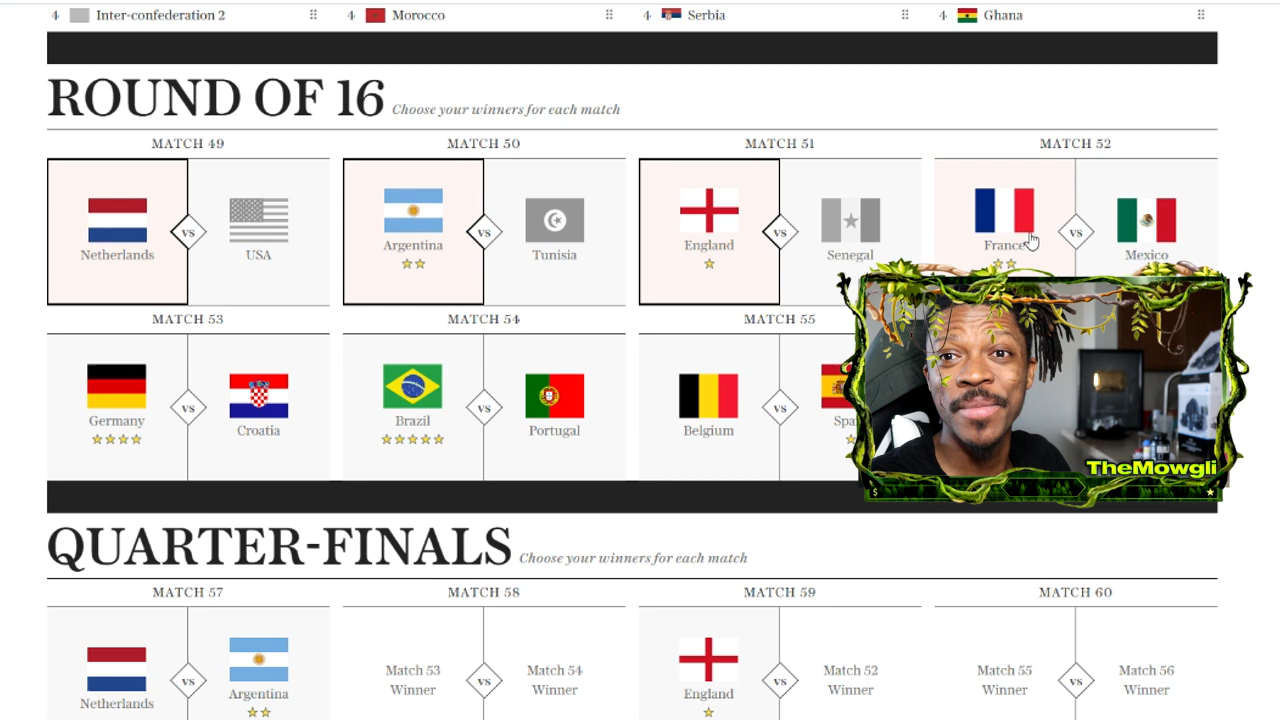 4 Inter-confederation 2
4 Morocco
4 Serbia
4 Ghana
ROUND OF 16 Choose your winners for each match
MATCH 49
MATCH 50
MATCH 51
MATCH 52
Netherlands
vs
USA
Argentina
vs
Tunisia
England
vs
Senegal
France
vs
Mexico
MATCH 53
MATCH 54
MATCH 55
Germany
vs
Croatia
Brazil
vs
Portugal
Belgium
vs
TheMowgli
$
QUARTER-FINALS Choose your winners for each match
MATCH 57
MATCH 58
MATCH 59
MATCH 60
Netherlands
vs
Argentina
Match 53
Winner
vs
Match 54
Winner
England
vs
Match 52
Winner
Match 55
Winner
vs
Match 56
Winner